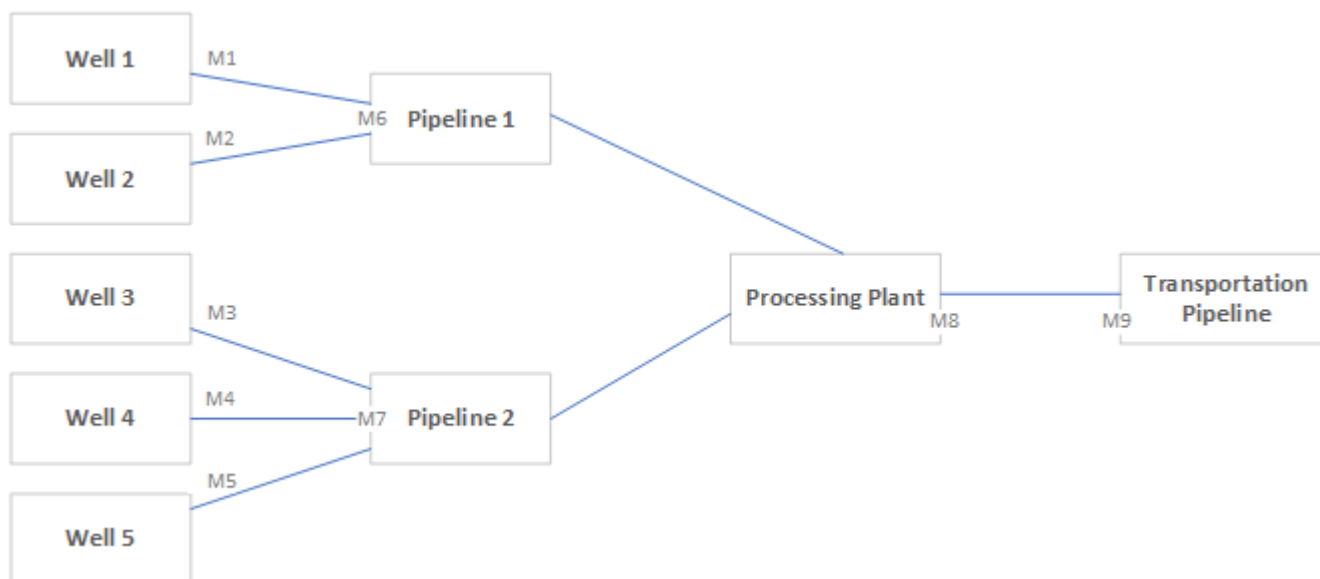 Well 1
M1
M6
Pipeline 1
M2
Well 2
Well 3
M3
Processing Plant
M8
M9
Transportation
Pipeline
Well 4
M4
M7
Pipeline 2
M5
Well 5